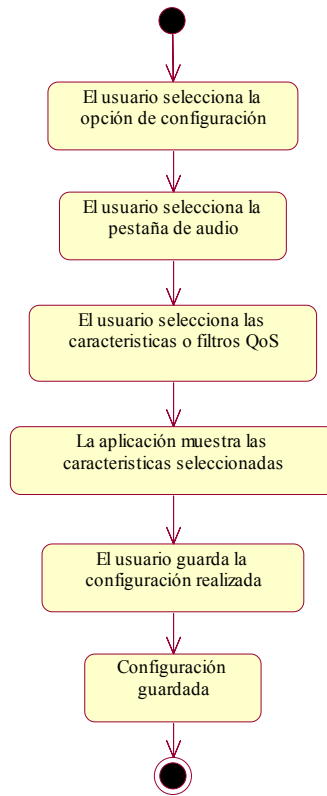 El usuario selecciona la
opción de configuración
El usuario selecciona la
pestaña de audio
El usuario selecciona las
caracteristicas o filtros QoS
La aplicación muestra las
caracteristicas seleccionadas
El usuario guarda la
configuración realizada
Configuración
guardada